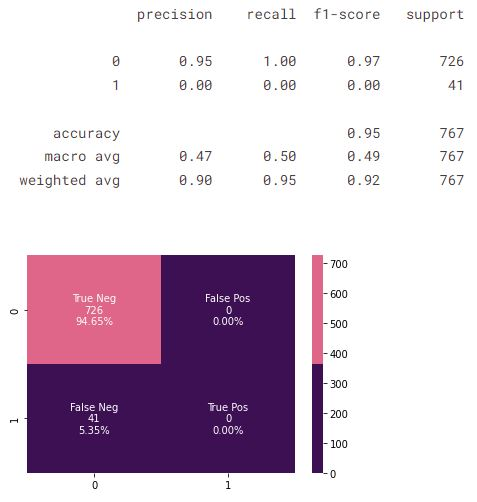 precision recall f1-score support
0 0.95 1.00 0.97 726
1 0.00 0.00 0.00 41
accuracy 0.95 767
macro avg 0.47 0.50 0.49 767
weighted avg 0.90 0.95 0.92 767
True Neg
726
94.65%
False Pos
0
0.00%
False Neg
41
5.35%
True Pos
0
0.00%
0
1
0
1
700
600
500
400
300
200
100
0